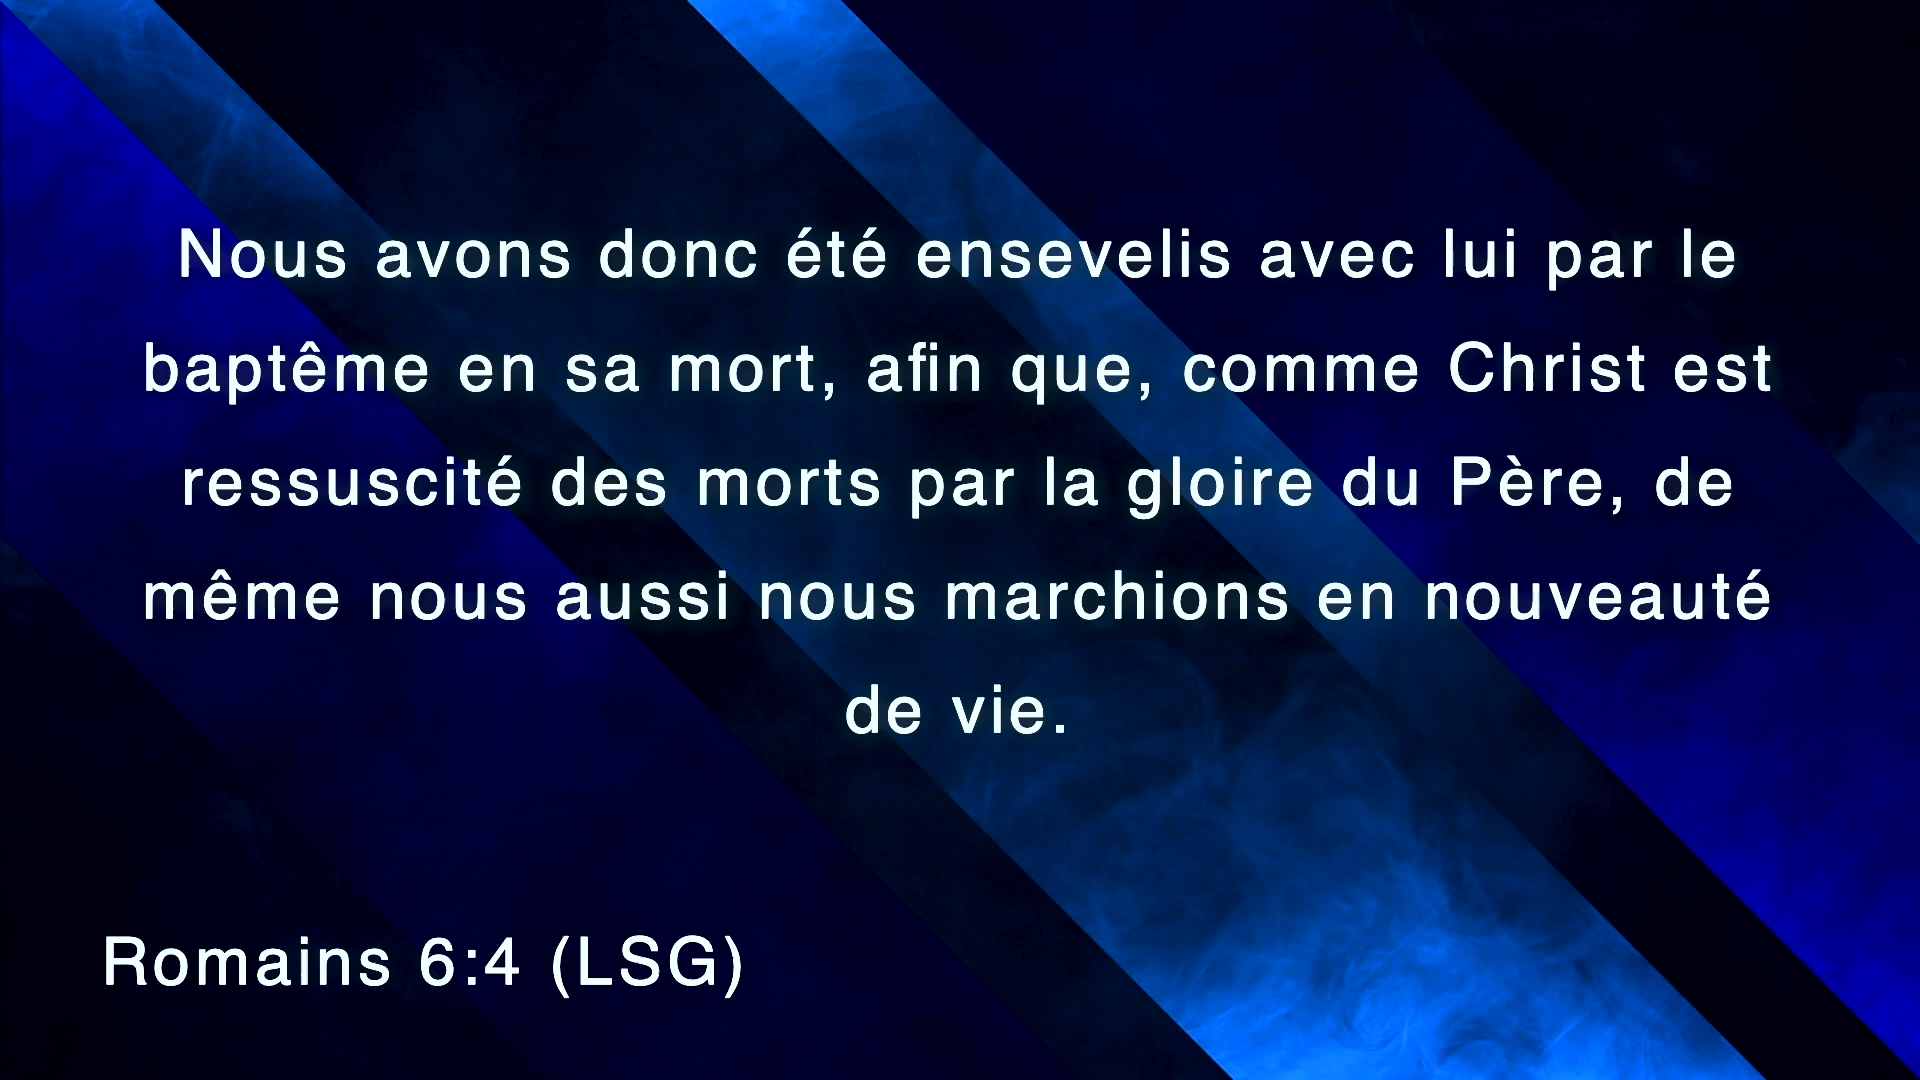 Nous avons donc été ensevelis avec lui par le
baptême en sa mort, afin que, comme Christ est
ressuscité des morts par la gloire du Père, de
même nous aussi nous marchions en nouveauté
de vie.
Romains 6:4 (LSG)